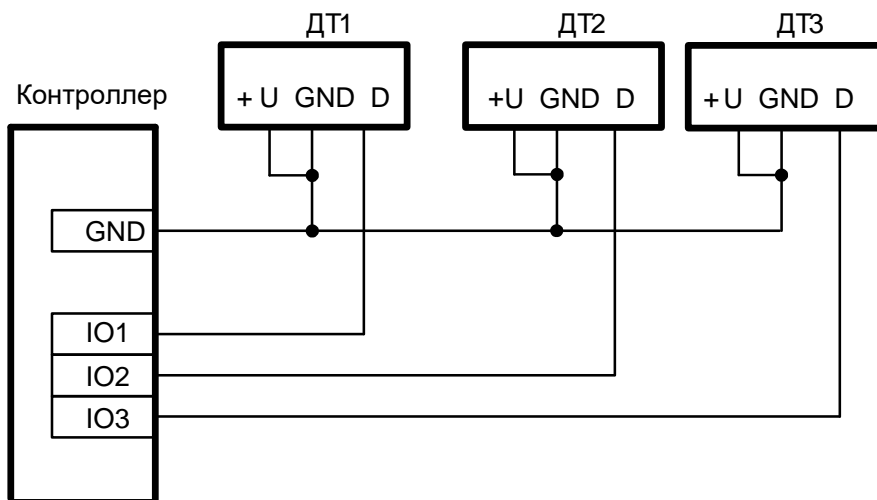 ДТ1 ДТ2 ДТ3
+ U GND D +U GND D + U GND D
Контроллер
GND
IO1
IO2
IO3